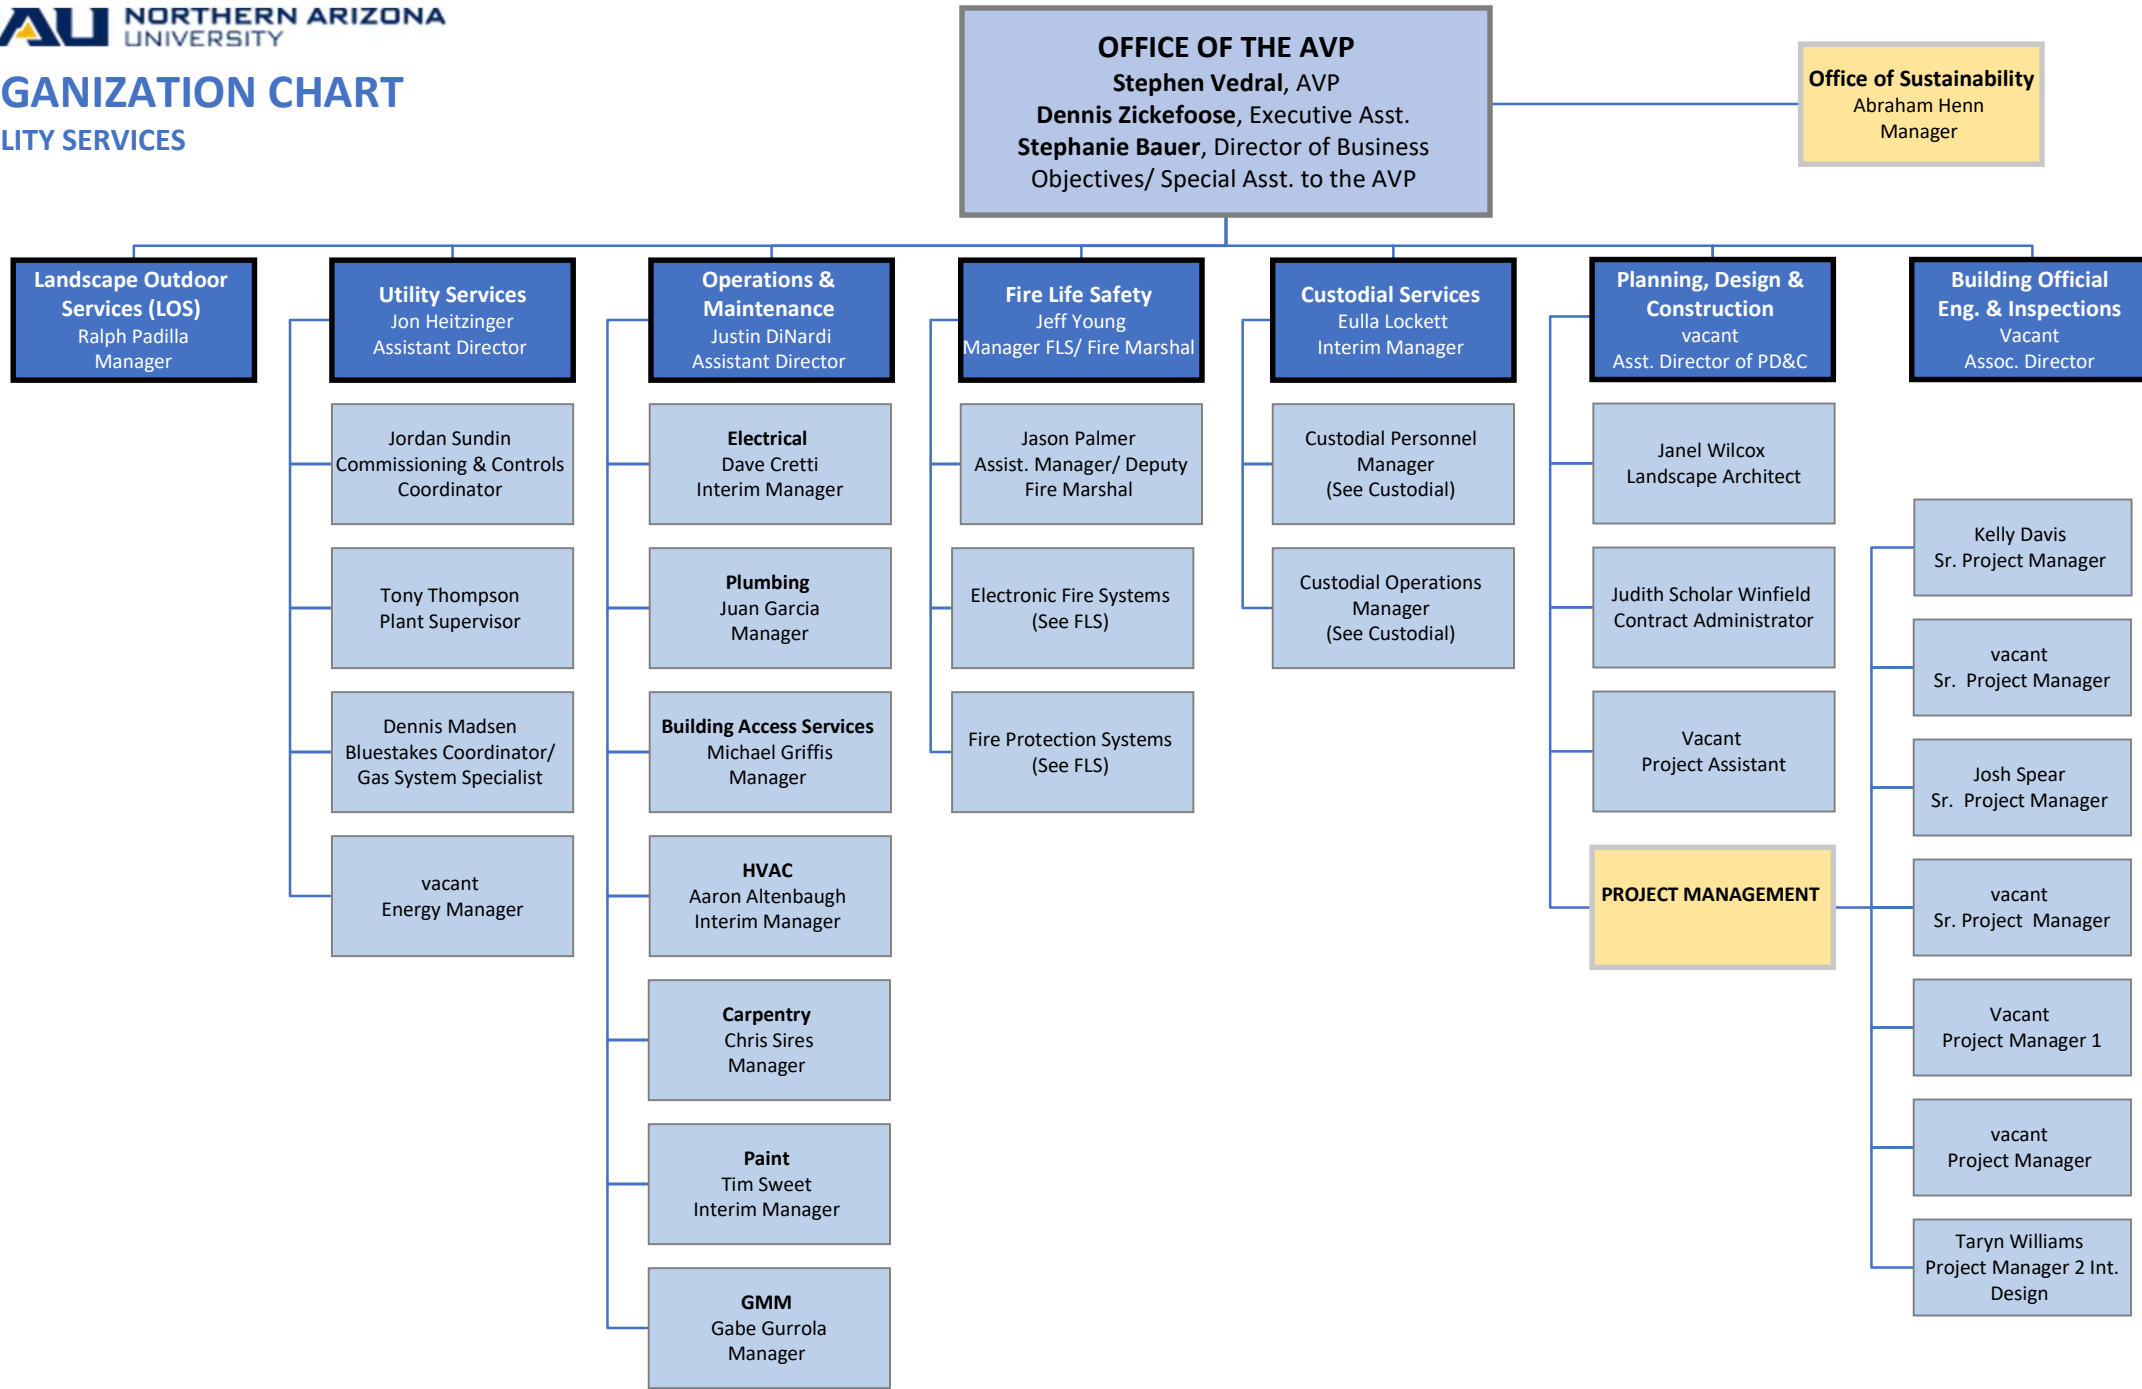 AU NORTHERN ARIZONA
UNIVERSITY
GANIZATION CHART
LITY SERVICES
OFFICE OF THE AVP
Stephen Vedral, AVP
Dennis Zickefoose, Executive Asst.
Stephanie Bauer, Director of Business
Objectives/ Special Asst. to the AVP
Office of Sustainability
Abraham Henn
Manager
Landscape Outdoor
Services (LOS)
Ralph Padilla
Manager
Utility Services
Jon Heitzinger
Assistant Director
Operations &
Maintenance
Justin DiNardi
Assistant Director
Fire Life Safety
Jeff Young
Manager FLS/ Fire Marshal
Custodial Services
Eulla Lockett
Interim Manager
Planning, Design &
Construction
vacant
Asst. Director of PD&C
Building Official
Eng. & Inspections
Vacant
Assoc. Director
Jordan Sundin
Commissioning & Controls
Coordinator
Tony Thompson
Plant Supervisor
Dennis Madsen
Bluestakes Coordinator/
Gas System Specialist
vacant
Energy Manager
Electrical
Dave Cretti
Interim Manager
Plumbing
Juan Garcia
Manager
Building Access Services
Michael Griffis
Manager
HVAC
Aaron Altenbaugh
Interim Manager
Carpentry
Chris Sires
Manager
Paint
Tim Sweet
Interim Manager
GMM
Gabe Gurrola
Manager
Jason Palmer
Assist. Manager/ Deputy
Fire Marshal
Electronic Fire Systems
(See FLS)
Fire Protection Systems
(See FLS)
Custodial Personnel
Manager
(See Custodial)
Custodial Operations
Manager
(See Custodial)
Janel Wilcox
Landscape Architect
Judith Scholar Winfield
Contract Administrator
Vacant
Project Assistant
PROJECT MANAGEMENT
Kelly Davis
Sr. Project Manager
vacant
Sr.  Project Manager
Josh Spear
Sr.  Project Manager
vacant
Sr. Project  Manager
Vacant
Project Manager 1
vacant
Project Manager
Taryn Williams
Project Manager 2 Int.
Design